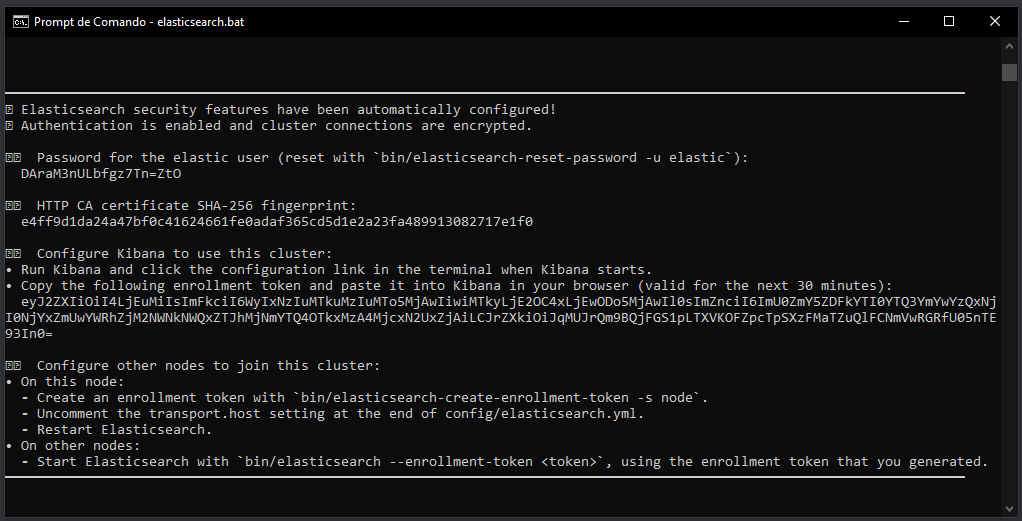 Prompt de Comando - elasticsearch.bat
Elasticsearch security features have been automatically configured!
Authentication is enabled and cluster connections are encrypted.
Password for the elastic user (reset with `bin/elasticsearch-reset-password -u elastic`):
DAraM3nULbfgz7Tn=ZtO
HTTP CA certificate SHA-256 fingerprint:
e4ff9d1da24a47bf0c41624661fe0adaf365cd5d1e2a23fa489913082717e1f0
Configure Kibana to use this cluster:
• Run Kibana and click the configuration link in the terminal when Kibana starts.
• Copy the following enrollment token and paste it into Kibana in your browser (valid for the next 30 minutes):
eyJ2ZXIiOiI4LjEuMiIsImFkciI6WyIxNzIuMTkuMzIuMTo5MjAwIiwiMTkyLjE2OC4xLjEwODo5MjAwIl0sImZnciI6ImU0ZmY5ZDFkYTI0YTQ3YmYwYzQxNj
I0NjYxZmUwYWRhZjM2NWNkNWQxZTJhMjNmYTQ4OTkxMzA4MjcxN2UxZjAiLCJrZXkiOiJqMUJrQm9BQjFGS1pLTXVKOFZpcTpSXzFMaTZuQlFCNmVwRGRfU05nTE
93In0=
Configure other nodes to join this cluster:
• On this node:
- Create an enrollment token with `bin/elasticsearch-create-enrollment-token -s node`.
- Uncomment the transport.host setting at the end of config/elasticsearch.yml.
- Restart Elasticsearch.
• On other nodes:
- Start Elasticsearch with `bin/elasticsearch --enrollment-token <token>`, using the enrollment token that you generated.